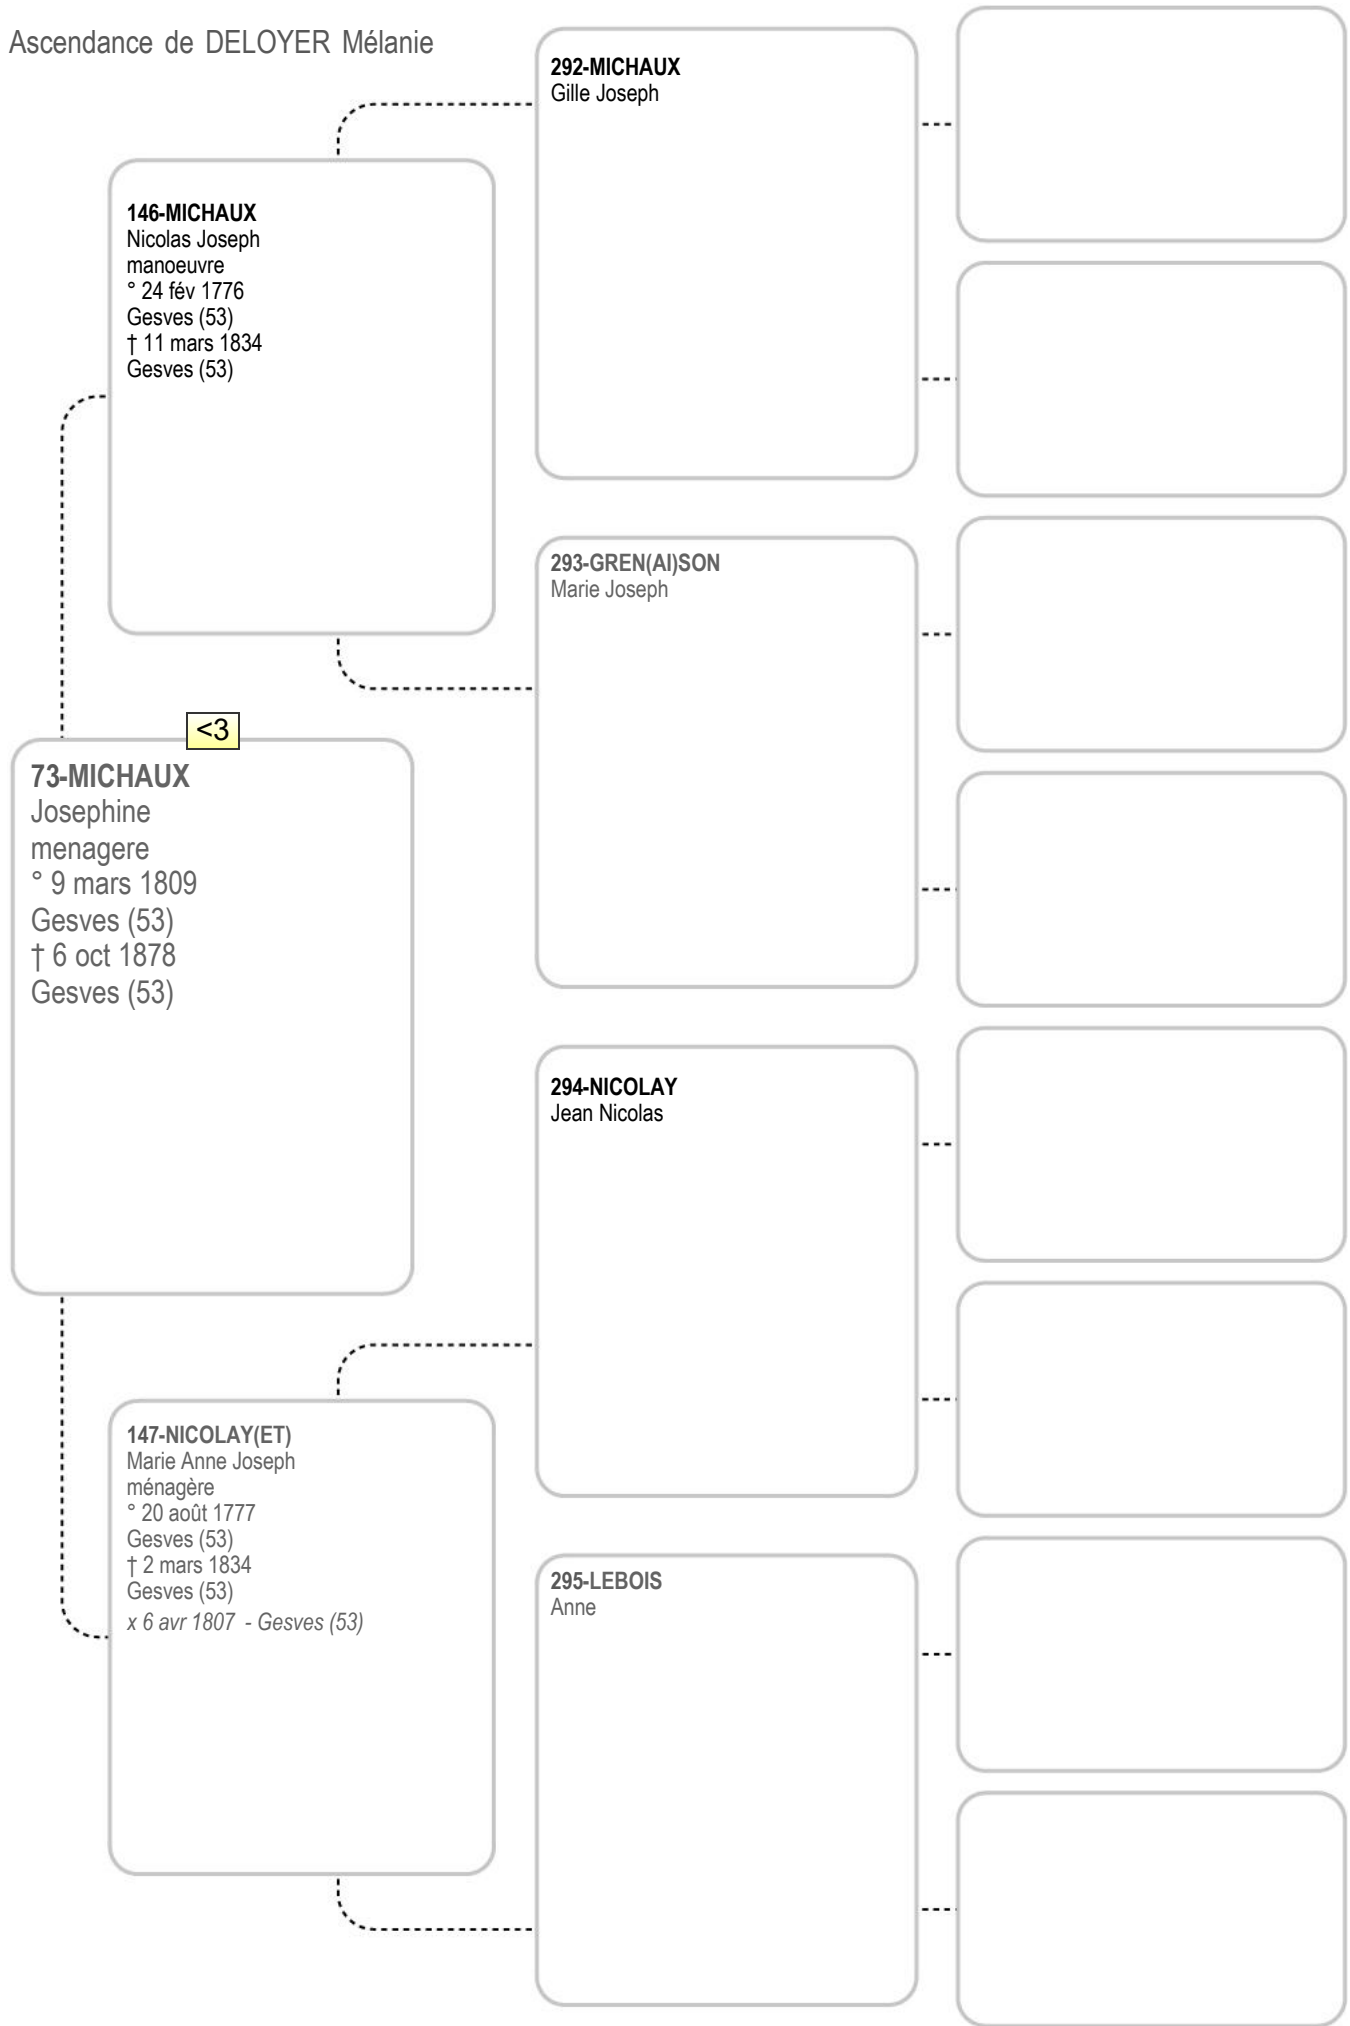 Ascendance de DELOYER Mélanie
292-MICHAUX
Gille Joseph
146-MICHAUX
Nicolas Joseph
manoeuvre
° 24 fév 1776
Gesves (53)
† 11 mars 1834
Gesves (53)
293-GREN(AI)SON
Marie Joseph
<3
73-MICHAUX
Josephine
menagere
° 9 mars 1809
Gesves (53)
† 6 oct 1878
Gesves (53)
294-NICOLAY
Jean Nicolas
147-NICOLAY(ET)
Marie Anne Joseph
ménagère
° 20 août 1777
Gesves (53)
† 2 mars 1834
Gesves (53)
x 6 avr 1807 - Gesves (53)
295-LEBOIS
Anne